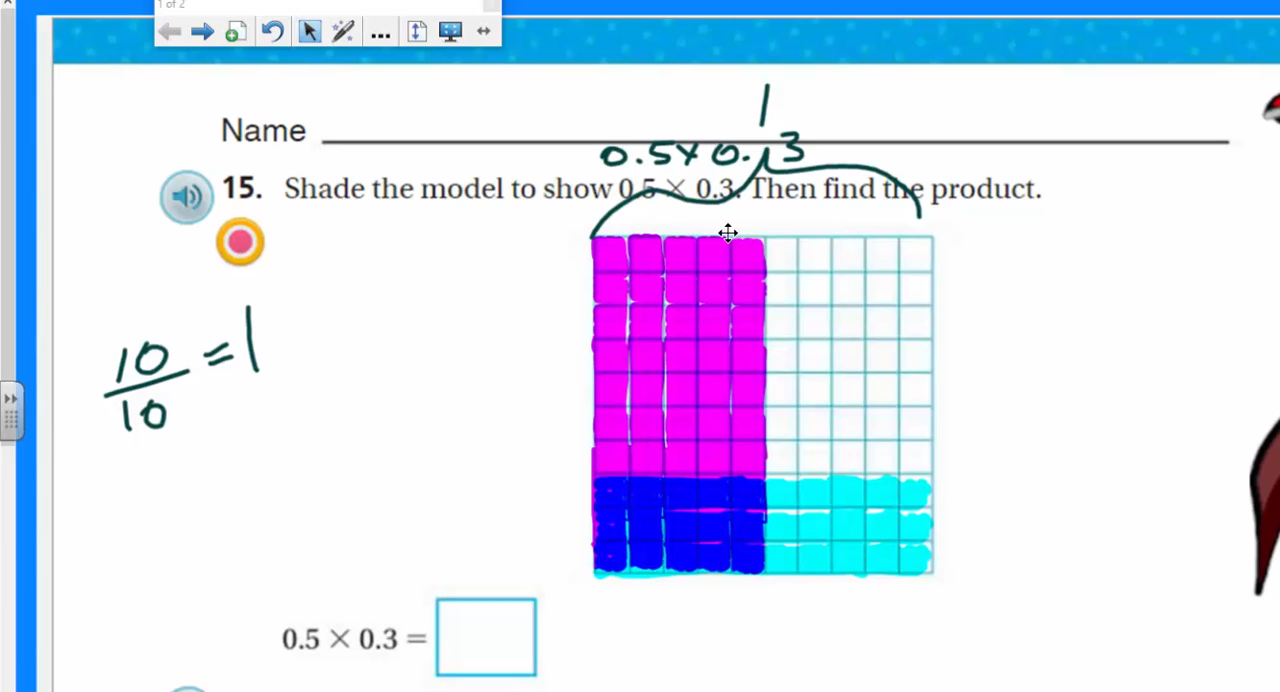 1 of 2
...
1
Name
0.5 x 0.3
15. Shade the model to show 0.5 × 0.3. Then find the product.
10/10 = 1
0.5 × 0.3 =